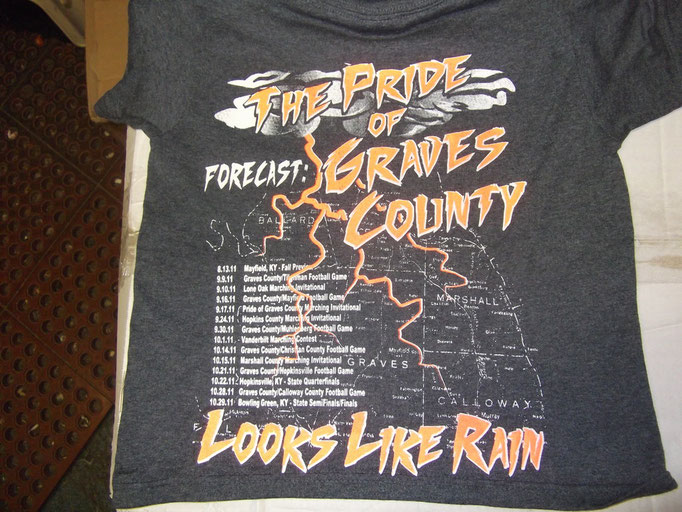 THE PRIDE
OF
GRAVES
FORECAST:
COUNTY
BALLARD
8.13.11 Mayfield, KY - Fall Preview
9.9.11 Graves County/Tilghman Football Game
9.10.11 Lone Oak Marching Invitational
9.16.11 Graves County/Mayfield Football Game
9.17.11 Pride of Graves County Marching Invitational
9.24.11 Hopkins County Marching Invitational
9.30.11 Graves County/Muhlenberg Football Game
10.1.11 Vanderbilt Marching Contest
10.14.11 Graves County/Christian County Football Game
10.15.11 Marshall County Marching Invitational
10.21.11 Graves County/Hopkinsville Football Game
10.22.11 Hopkinsville, KY - State Quarterfinals
10.28.11 Graves County/Calloway County Football Game
10.29.11 Bowling Green, KY - State SemiFinals/Finals
MARSHALL
GRAVES
CALLOWAY
LOOKS LIKE RAIN